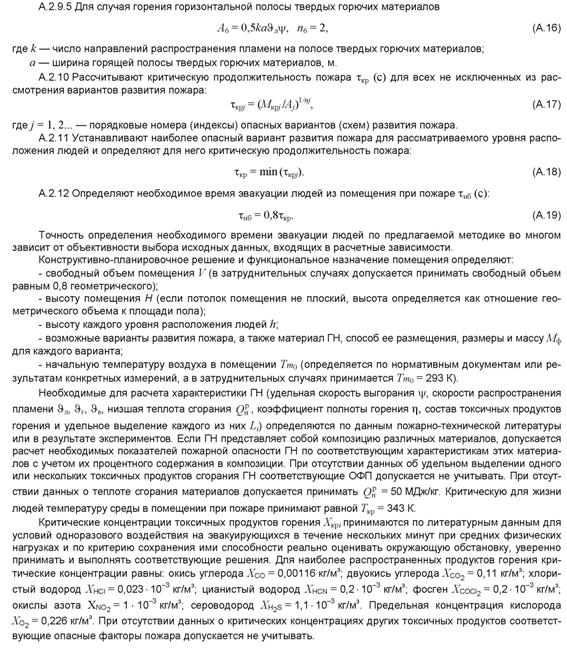 А.2.9.5 Для случая горения горизонтальной полосы твердых горючих материалов
A₆ = 0,5kaϑлψ, n₆ = 2, (А.16)
где k — число направлений распространения пламени на полосе твердых горючих материалов;
a — ширина горящей полосы твердых горючих материалов, м.
А.2.10 Рассчитывают критическую продолжительность пожара τкр (с) для всех не исключенных из рас-
смотрения вариантов развития пожара:
τкрj = (Mкрj/Aj)^1/nj, (А.17)
где j = 1, 2... — порядковые номера (индексы) опасных вариантов (схем) развития пожара.
А.2.11 Устанавливают наиболее опасный вариант развития пожара для рассматриваемого уровня распо-
ложения людей и определяют для него критическую продолжительность пожара:
τкр = min (τкрj). (А.18)
А.2.12 Определяют необходимое время эвакуации людей из помещения при пожаре τнб (с):
τнб = 0,8τкр. (А.19)
Точность определения необходимого времени эвакуации людей по предлагаемой методике во многом
зависит от объективности выбора исходных данных, входящих в расчетные зависимости.
Конструктивно-планировочное решение и функциональное назначение помещения определяют:
- свободный объем помещения V (в затруднительных случаях допускается принимать свободный объем
равным 0,8 геометрического);
- высоту помещения H (если потолок помещения не плоский, высота определяется как отношение гео-
метрического объема к площади пола);
- высоту каждого уровня расположения людей h;
- возможные варианты развития пожара, а также материал ГН, способ ее размещения, размеры и массу Mф
для каждого варианта;
- начальную температуру воздуха в помещении Tm₀ (определяется по нормативным документам или ре-
зультатам конкретных измерений, а в затруднительных случаях принимается Tm₀ = 293 К).
Необходимые для расчета характеристики ГН (удельная скорость выгорания ψ, скорости распространения
пламени ϑл, ϑг, ϑв, низшая теплота сгорания Qнр, коэффициент полноты горения η, состав токсичных продуктов
горения и удельное выделение каждого из них Li) определяются по данным пожарно-технической литературы
или в результате экспериментов. Если ГН представляет собой композицию различных материалов, допускается
расчет необходимых показателей пожарной опасности ГН по соответствующим характеристикам этих материа-
лов с учетом их процентного содержания в композиции. При отсутствии данных об удельном выделении одного
или нескольких токсичных продуктов сгорания ГН соответствующие ОФП допускается не учитывать. При отсут-
ствии данных о теплоте сгорания материалов допускается принимать Qнр = 50 МДж/кг. Критическую для жизни
людей температуру среды в помещении при пожаре принимают равной Tкр = 343 К.
Критические концентрации токсичных продуктов горения Xкрi принимаются по литературным данным для
условий одноразового воздействия на эвакуирующихся в течение нескольких минут при средних физических
нагрузках и по критерию сохранения ими способности реально оценивать окружающую обстановку, уверенно
принимать и выполнять соответствующие решения. Для наиболее распространенных продуктов горения кри-
тические концентрации равны: окись углерода XCO = 0,00116 кг/м³; двуокись углерода XCO₂ = 0,11 кг/м³; хлори-
стый водород XHCl = 0,023 · 10⁻³ кг/м³; цианистый водород XHCN = 0,2 · 10⁻³ кг/м³; фосген XCOCl₂ = 0,2 · 10⁻³ кг/м³;
окислы азота XNO₂ = 1 · 10⁻³ кг/м³; сероводород XH₂S = 1,1 · 10⁻³ кг/м³. Предельная концентрация кислорода
XO₂ = 0,226 кг/м³. При отсутствии данных о критических концентрациях других токсичных продуктов соответст-
вующие опасные факторы пожара допускается не учитывать.